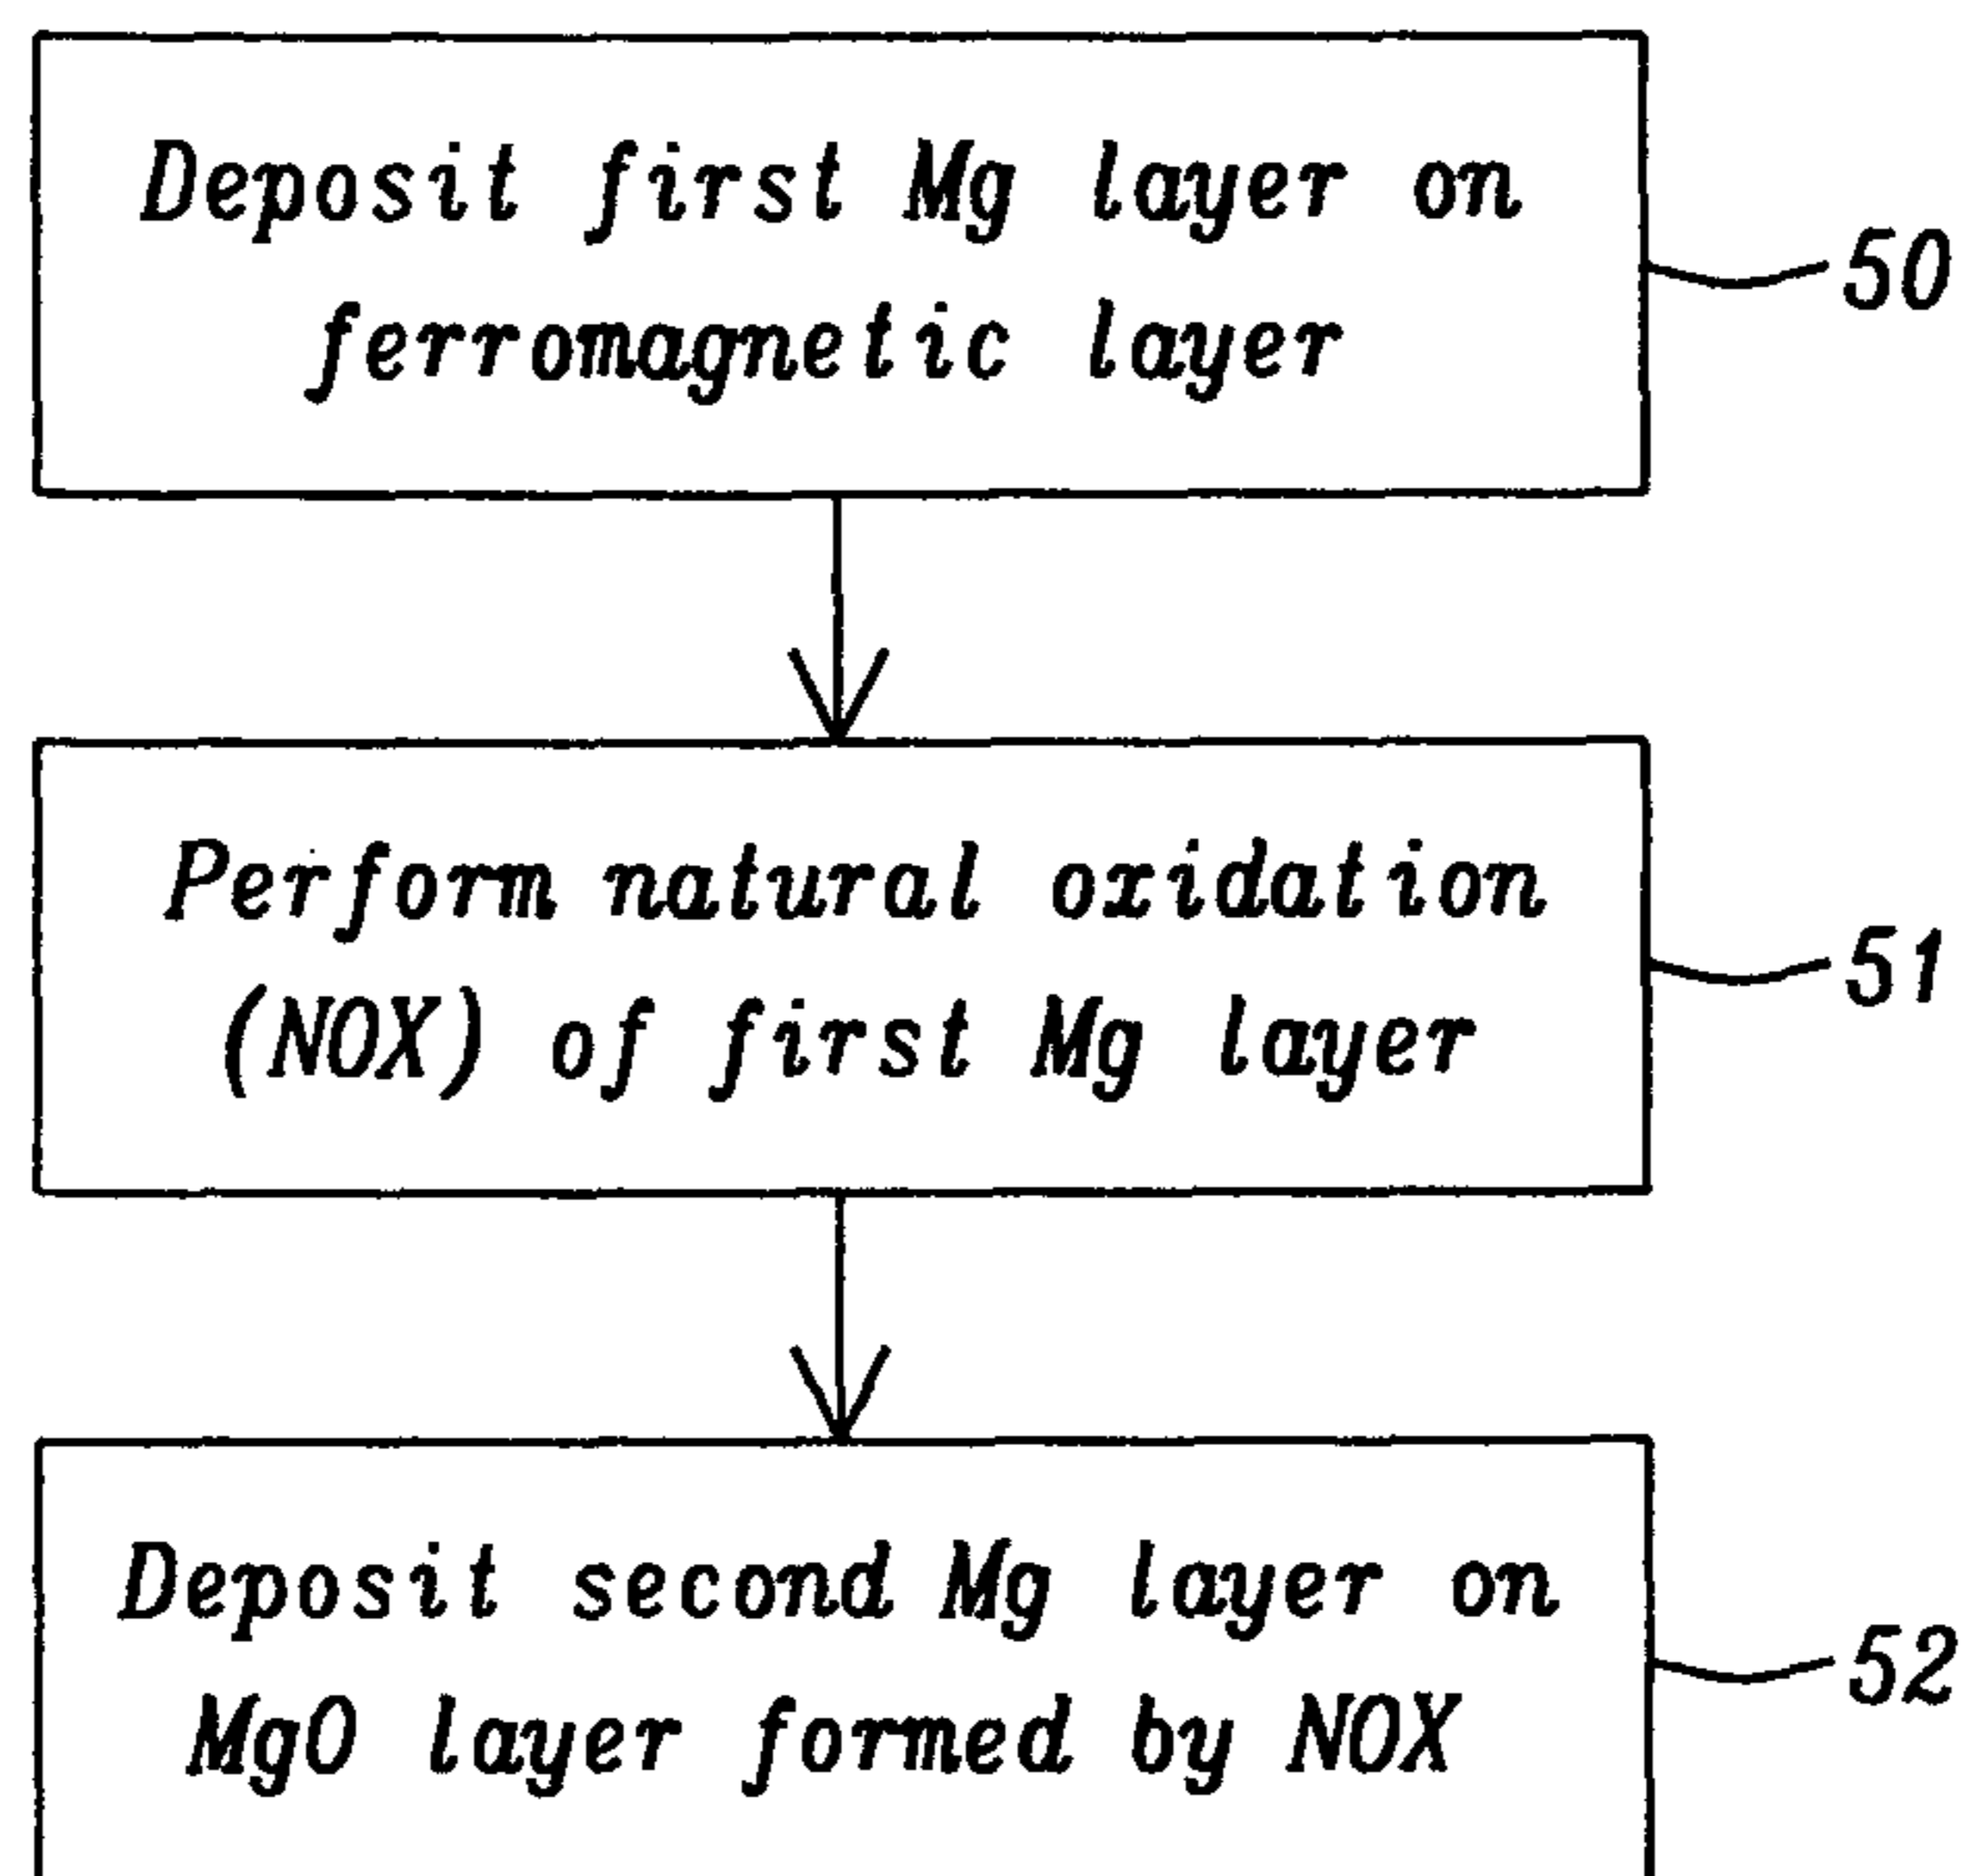 Deposit first Mg layer on
ferromagnetic layer
50
Perform natural oxidation
(NOX) of first Mg layer
51
Deposit second Mg layer on
MgO layer formed by NOX
52